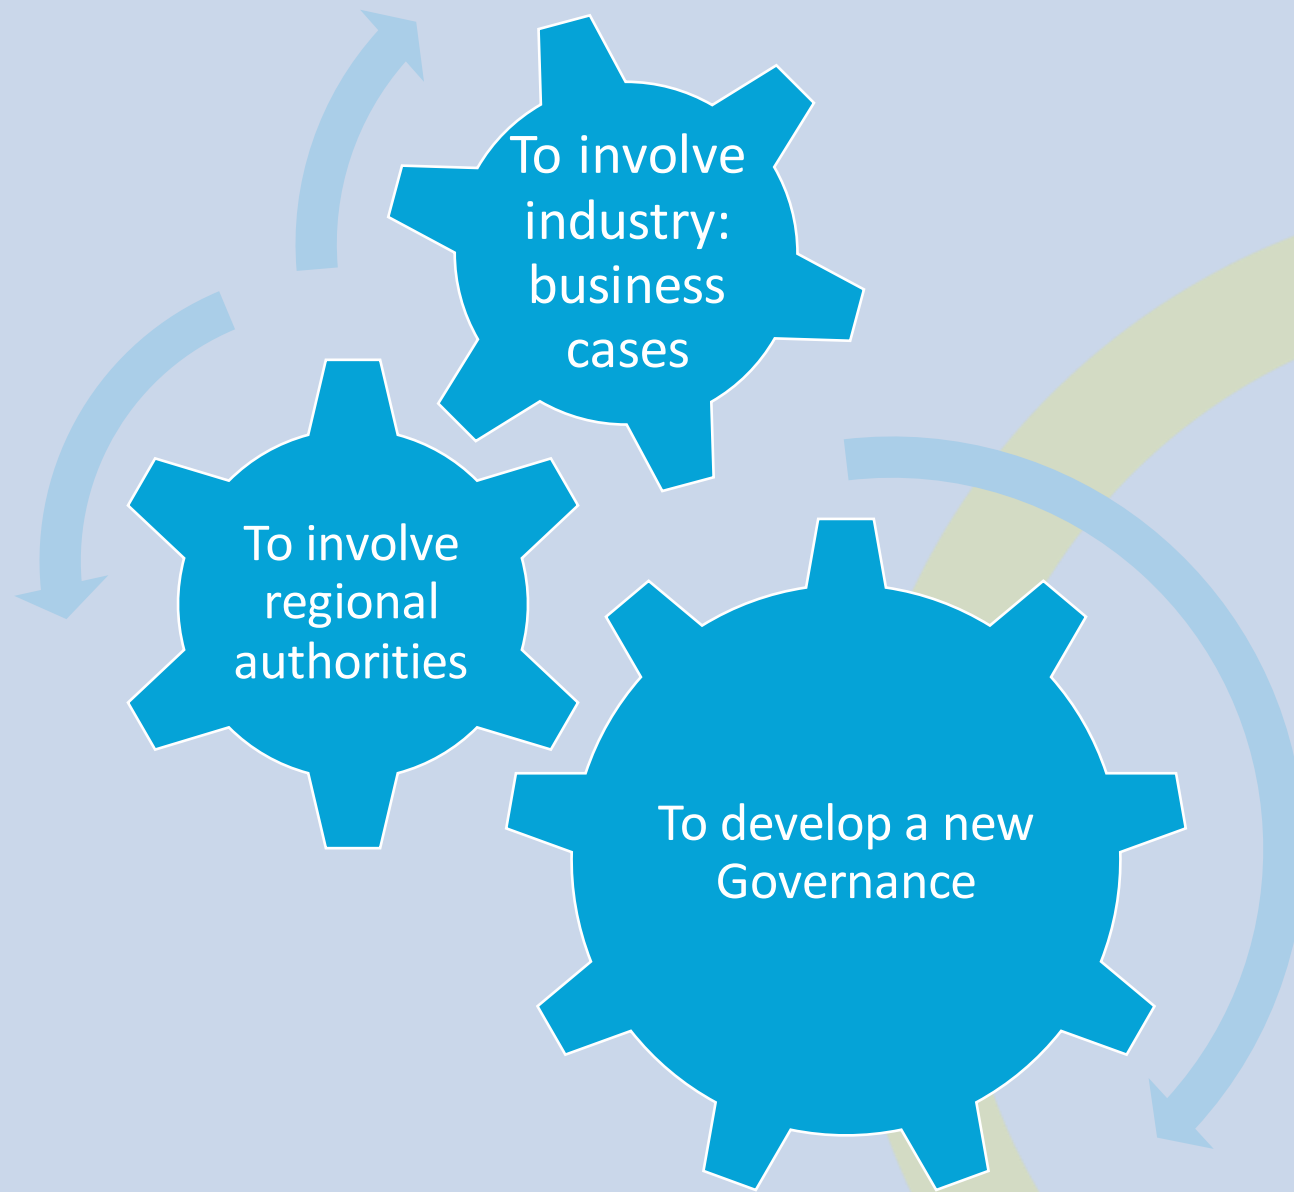 To involve
industry:
business
cases
To involve
regional
authorities
To develop a new
Governance